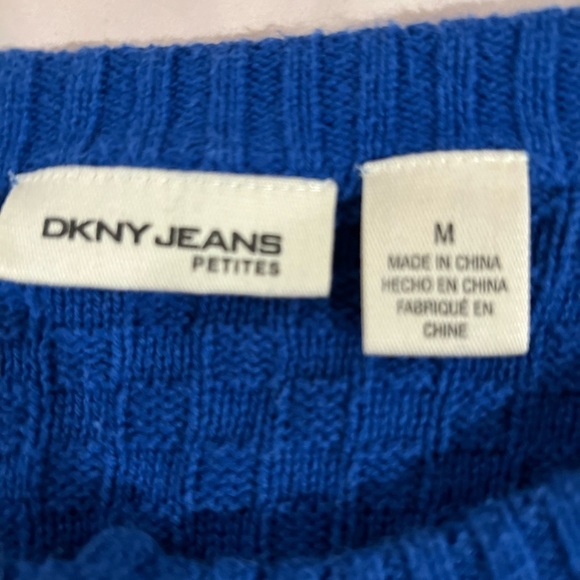 DKNY JEANS
PETITES
M
MADE IN CHINA
HECHO EN CHINA
FABRIQUÉ EN
CHINE